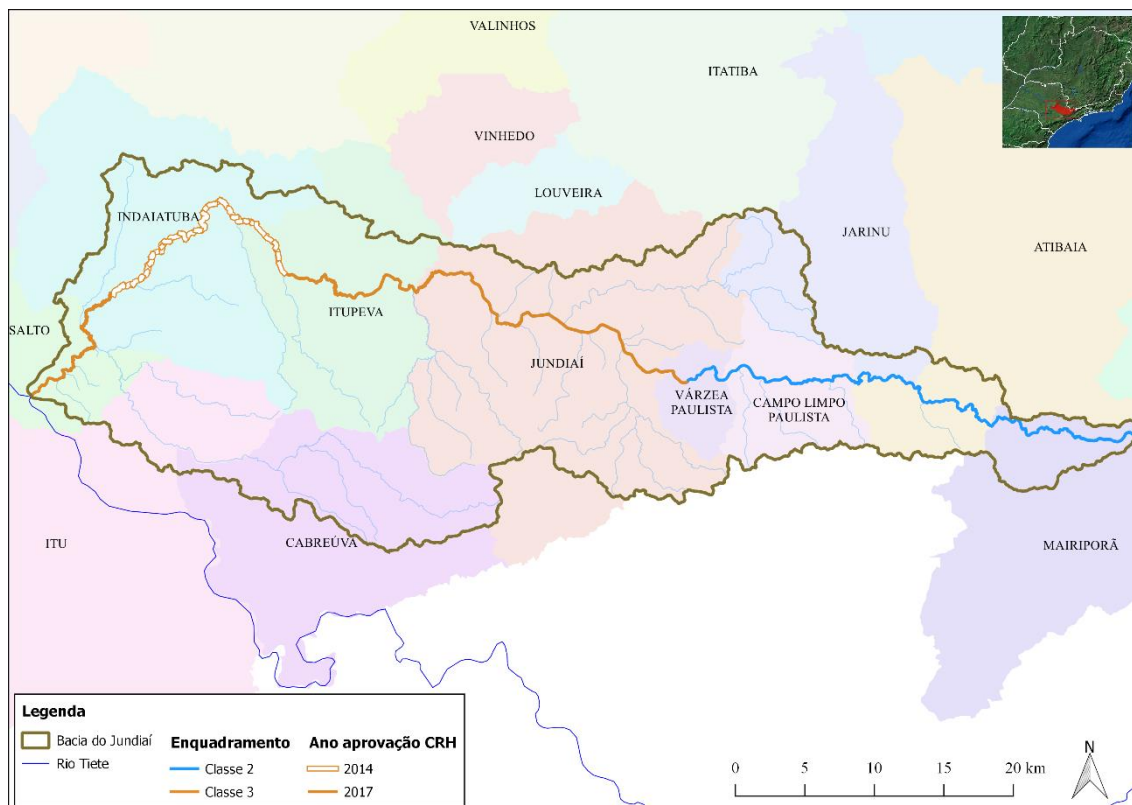 VALINHOS
ITATIBA
VINHEDO
LOUVEIRA
INDAIATUBA
JARINU
ATIBAIA
ITUPEVA
SALTO
JUNDIAÍ
VÁRZEA
PAULISTA
CAMPO LIMPO
PAULISTA
ITU
CABREÚVA
MAIRIPORÃ
Legenda
Bacia do Jundiaí
Rio Tiete
Enquadramento
Classe 2
Classe 3
Ano aprovação CRH
2014
2017
0 5 10 15 20 km
N